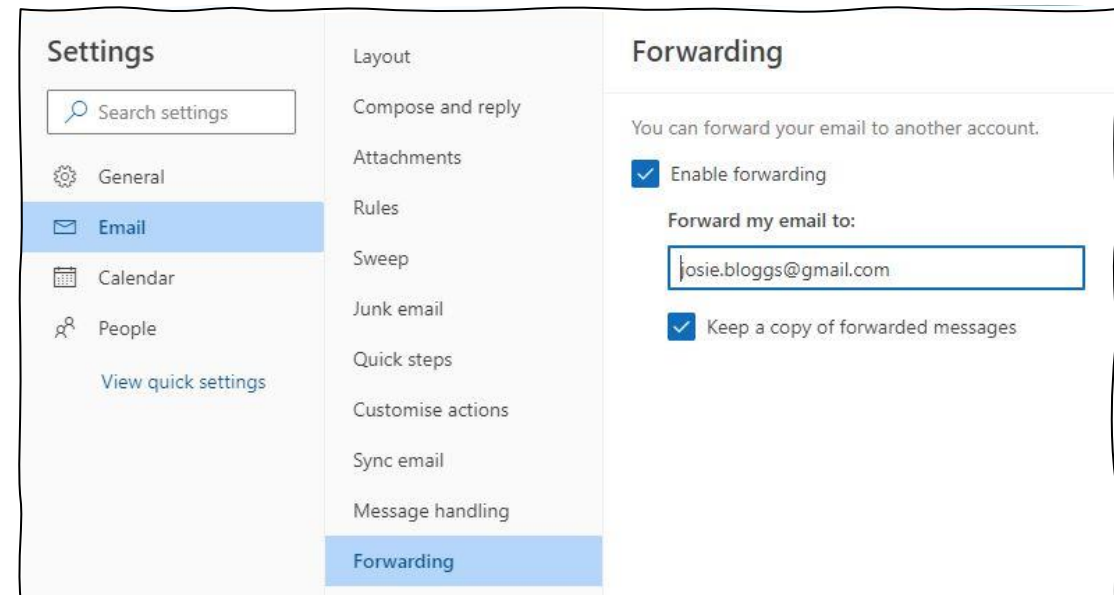 Settings
Search settings
General
Email
Calendar
People
View quick settings
Layout
Compose and reply
Attachments
Rules
Sweep
Junk email
Quick steps
Customise actions
Sync email
Message handling
Forwarding
Forwarding
You can forward your email to another account.
Enable forwarding
Forward my email to:
josie.bloggs@gmail.com
Keep a copy of forwarded messages